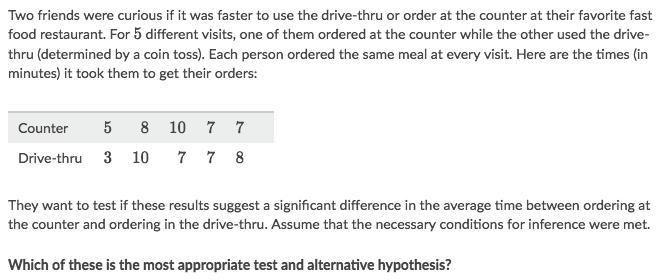 Two friends were curious if it was faster to use the drive-thru or order at the counter at their favorite fast
food restaurant. For 5 different visits, one of them ordered at the counter while the other used the drive-
thru (determined by a coin toss). Each person ordered the same meal at every visit. Here are the times (in
minutes) it took them to get their orders:
Counter 5 8 10 7 7
Drive-thru 3 10 7 7 8
They want to test if these results suggest a significant difference in the average time between ordering at
the counter and ordering in the drive-thru. Assume that the necessary conditions for inference were met.
Which of these is the most appropriate test and alternative hypothesis?